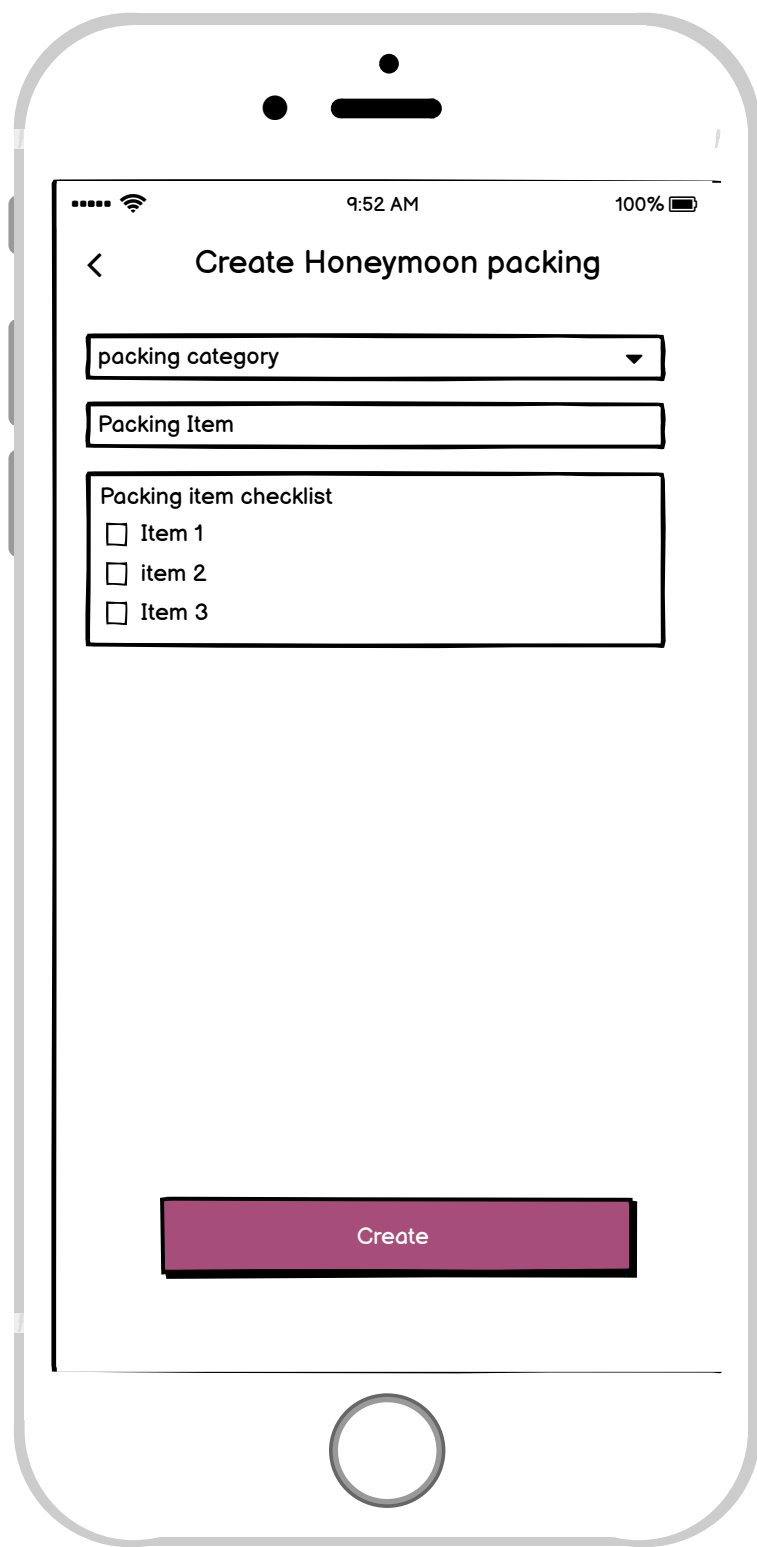 9:52 AM 100%
Create Honeymoon packing
packing category
Packing Item
Packing item checklist
Item 1
item 2
Item 3
Create